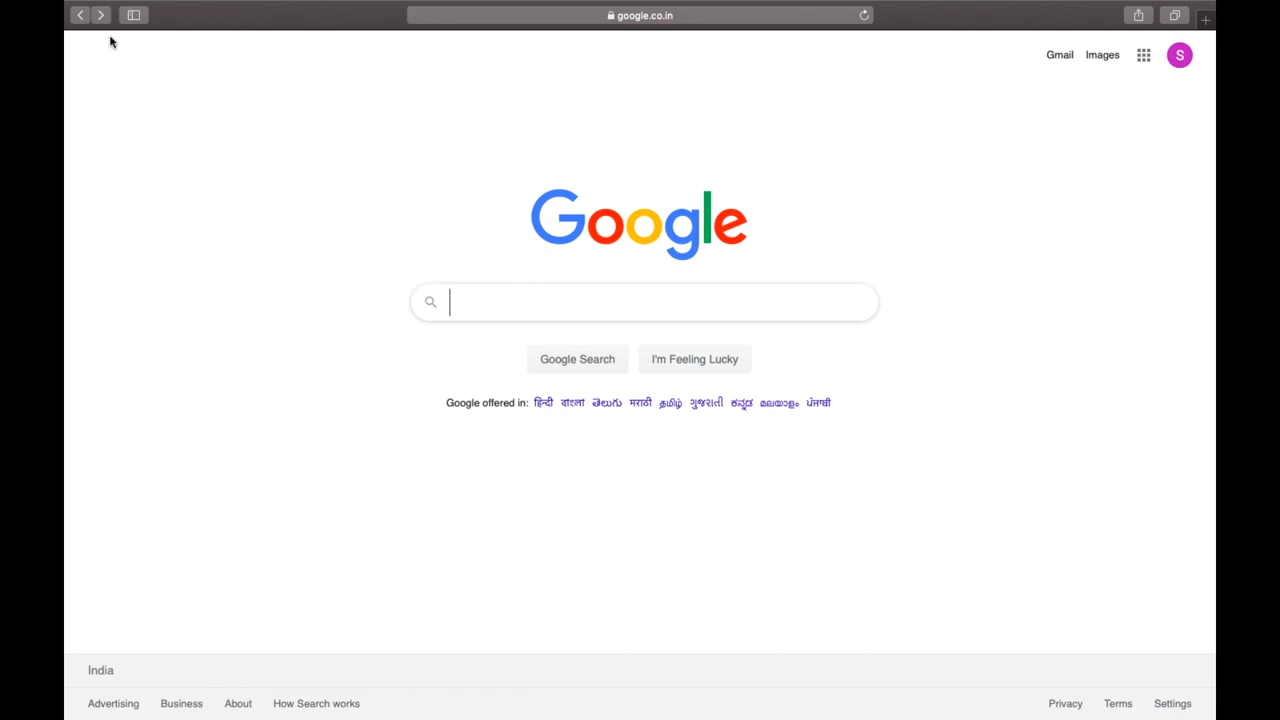 google.co.in
Gmail Images S
Google
Google Search I'm Feeling Lucky
Google offered in: हिन्दी বাংলা తెలుగు मराठी தமிழ் ગુજરાતી ಕನ್ನಡ മലയാളം ਪੰਜਾਬੀ
India
Advertising Business About How Search works Privacy Terms Settings